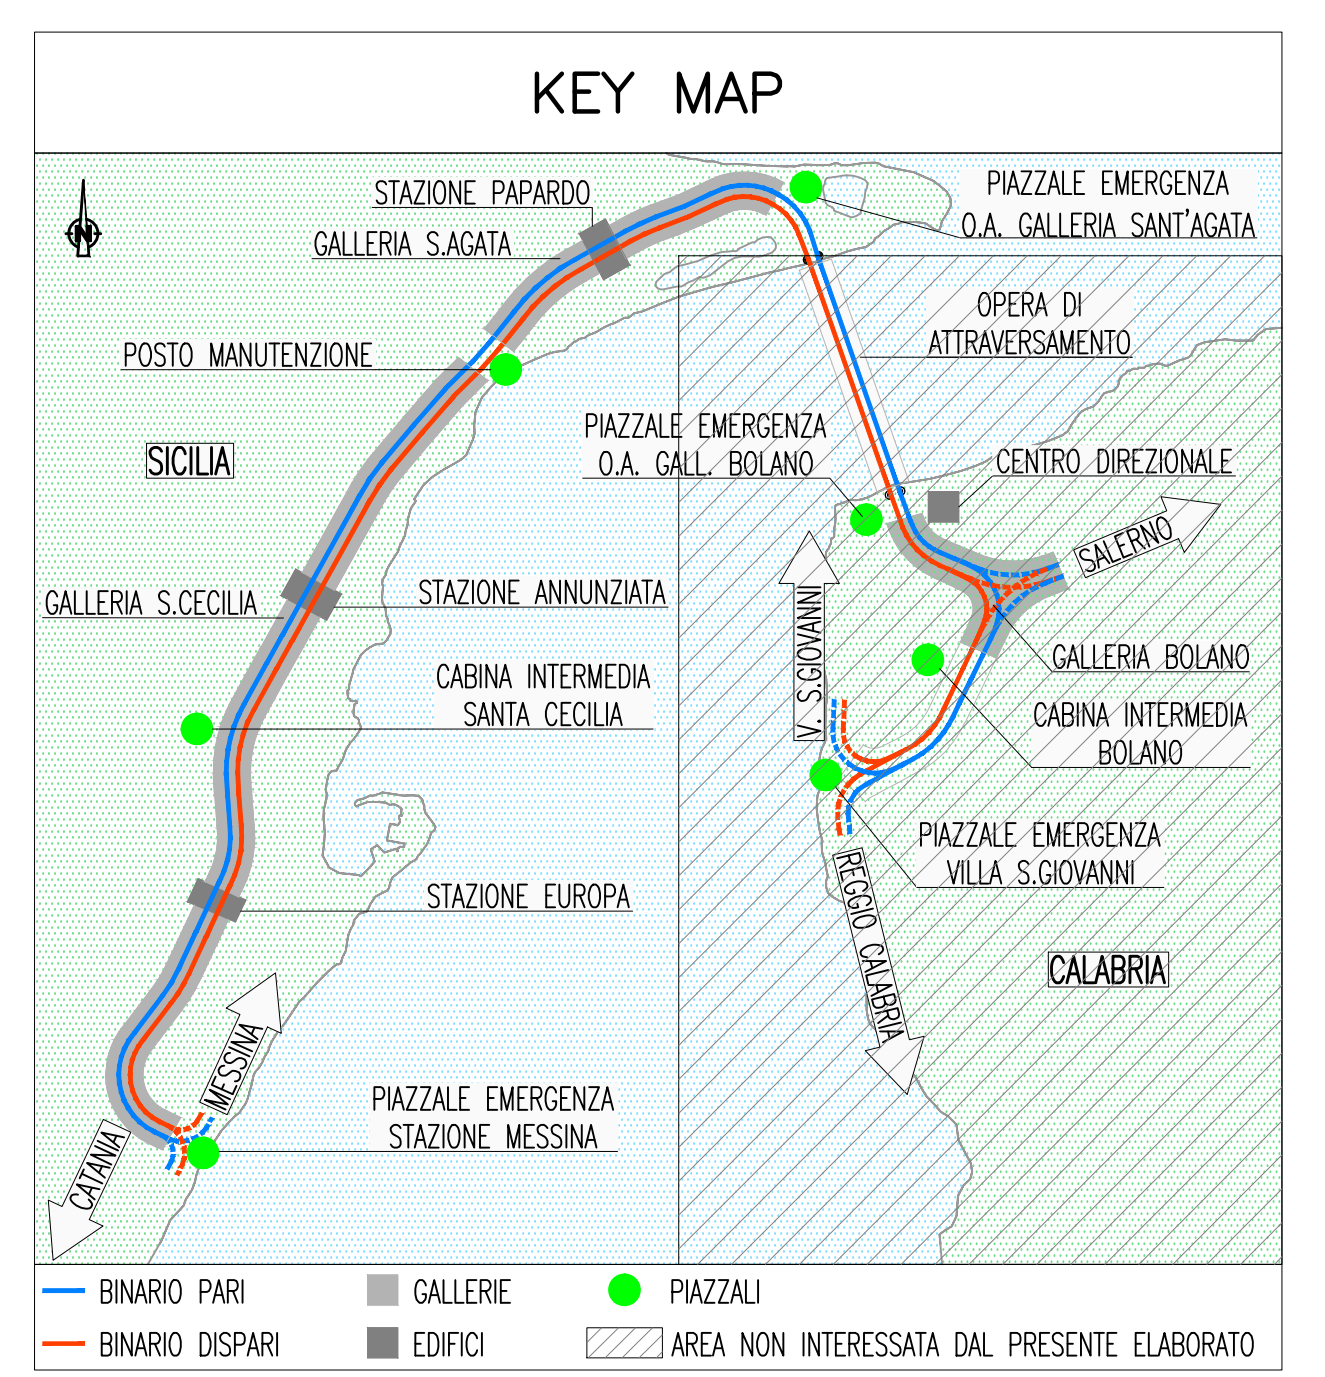 KEY MAP
N
STAZIONE PAPARDO
GALLERIA S.AGATA
PIAZZALE EMERGENZA
O.A. GALLERIA SANT'AGATA
OPERA DI
ATTRAVERSAMENTO
POSTO MANUTENZIONE
SICILIA
PIAZZALE EMERGENZA
O.A. GALL. BOLANO
CENTRO DIREZIONALE
SALERNO
STAZIONE ANNUNZIATA
GALLERIA S.CECILIA
V. S.GIOVANNI
GALLERIA BOLANO
CABINA INTERMEDIA
SANTA CECILIA
CABINA INTERMEDIA
BOLANO
PIAZZALE EMERGENZA
VILLA S.GIOVANNI
STAZIONE EUROPA
REGGIO CALABRIA
CALABRIA
MESSINA
PIAZZALE EMERGENZA
STAZIONE MESSINA
CATANIA
BINARIO PARI
GALLERIE
PIAZZALI
BINARIO DISPARI
EDIFICI
AREA NON INTERESSATA DAL PRESENTE ELABORATO